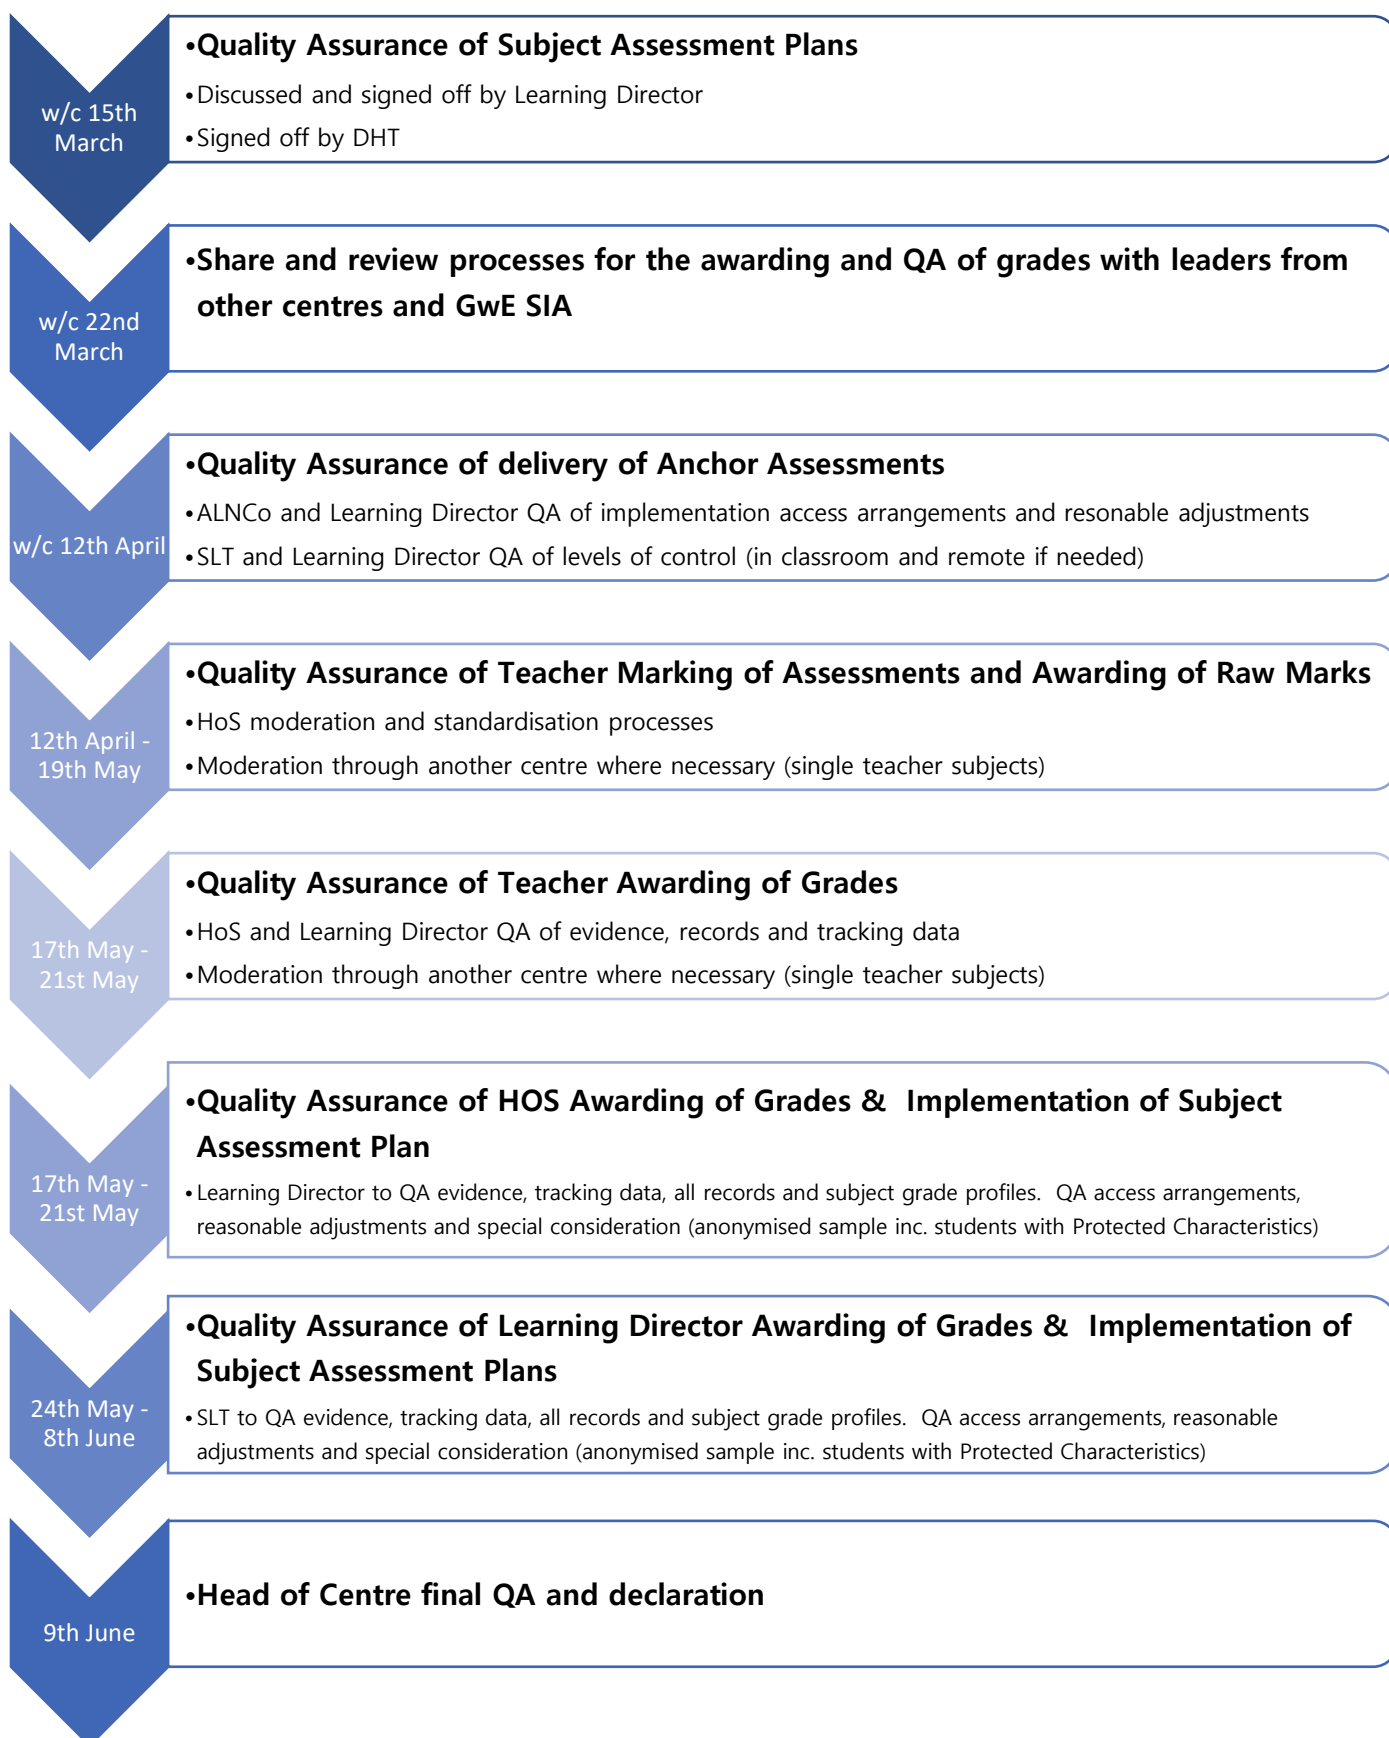 w/c 15th
March
•Quality Assurance of Subject Assessment Plans
•Discussed and signed off by Learning Director
•Signed off by DHT
w/c 22nd
March
•Share and review processes for the awarding and QA of grades with leaders from
other centres and GwE SIA
w/c 12th April
•Quality Assurance of delivery of Anchor Assessments
•ALNCo and Learning Director QA of implementation access arrangements and resonable adjustments
•SLT and Learning Director QA of levels of control (in classroom and remote if needed)
12th April -
19th May
•Quality Assurance of Teacher Marking of Assessments and Awarding of Raw Marks
•HoS moderation and standardisation processes
•Moderation through another centre where necessary (single teacher subjects)
17th May -
21st May
•Quality Assurance of Teacher Awarding of Grades
•HoS and Learning Director QA of evidence, records and tracking data
•Moderation through another centre where necessary (single teacher subjects)
17th May -
21st May
•Quality Assurance of HOS Awarding of Grades & Implementation of Subject
Assessment Plan
•Learning Director to QA evidence, tracking data, all records and subject grade profiles. QA access arrangements,
reasonable adjustments and special consideration (anonymised sample inc. students with Protected Characteristics)
24th May -
8th June
•Quality Assurance of Learning Director Awarding of Grades & Implementation of
Subject Assessment Plans
•SLT to QA evidence, tracking data, all records and subject grade profiles. QA access arrangements, reasonable
adjustments and special consideration (anonymised sample inc. students with Protected Characteristics)
9th June
•Head of Centre final QA and declaration